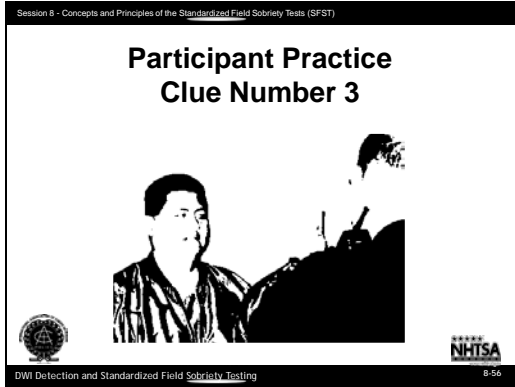 Session 8 - Concepts and Principles of the Standardized Field Sobriety Tests (SFST)
Participant Practice
Clue Number 3
NHTSA
DWI Detection and Standardized Field Sobriety Testing
8-56